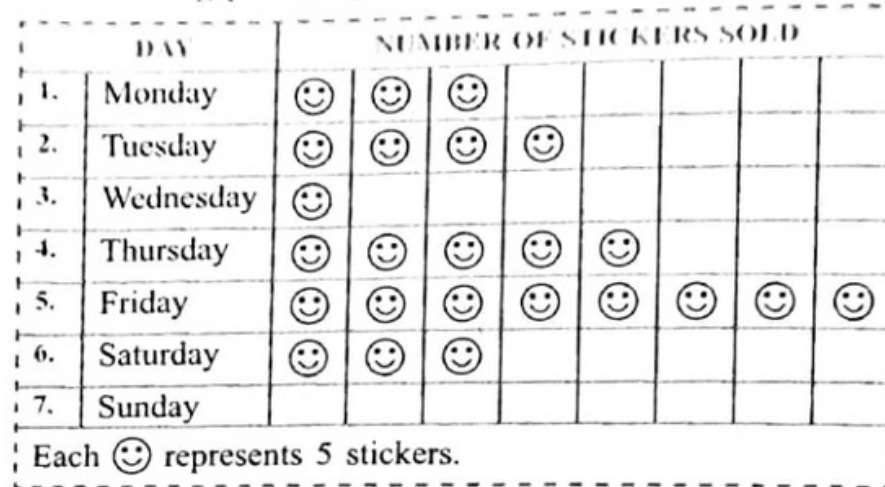 DAY NUMBER OF STICKERS SOLD
1. Monday
2. Tuesday
3. Wednesday
4. Thursday
5. Friday
6. Saturday
7. Sunday
Each represents 5 stickers.